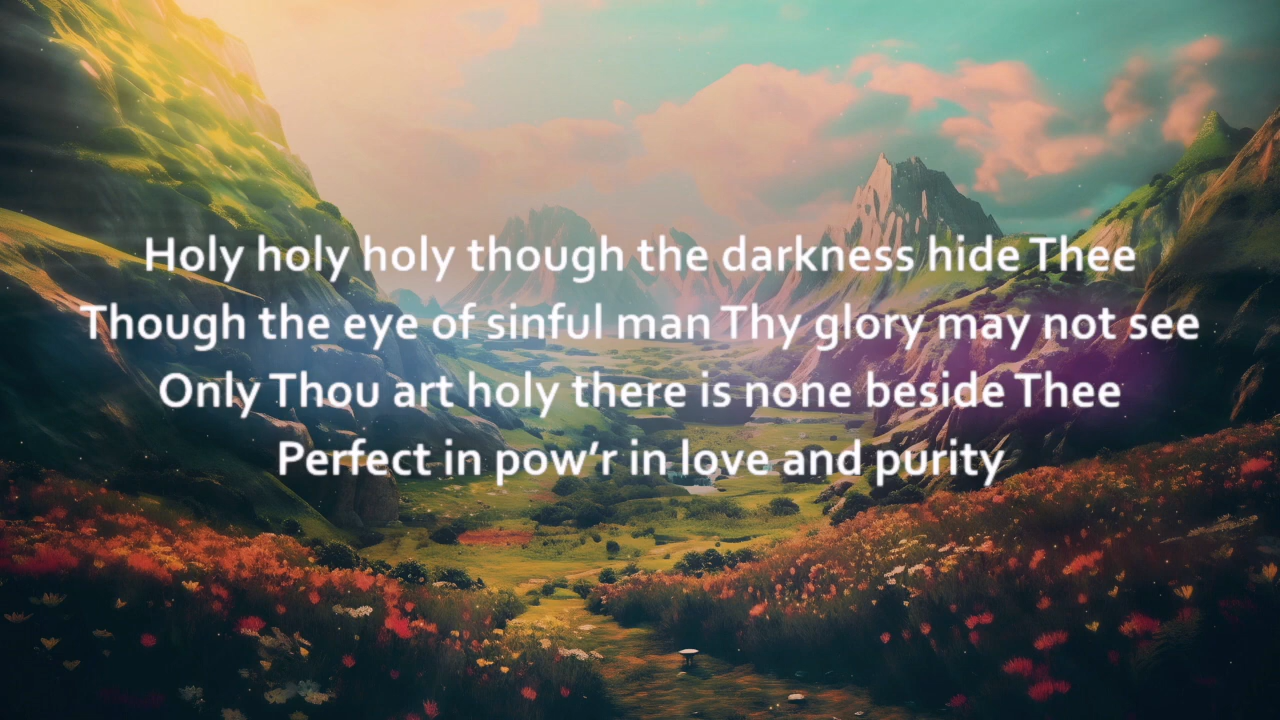 Holy holy holy though the darkness hide Thee
Though the eye of sinful man Thy glory may not see
Only Thou art holy there is none beside Thee
Perfect in pow’r in love and purity